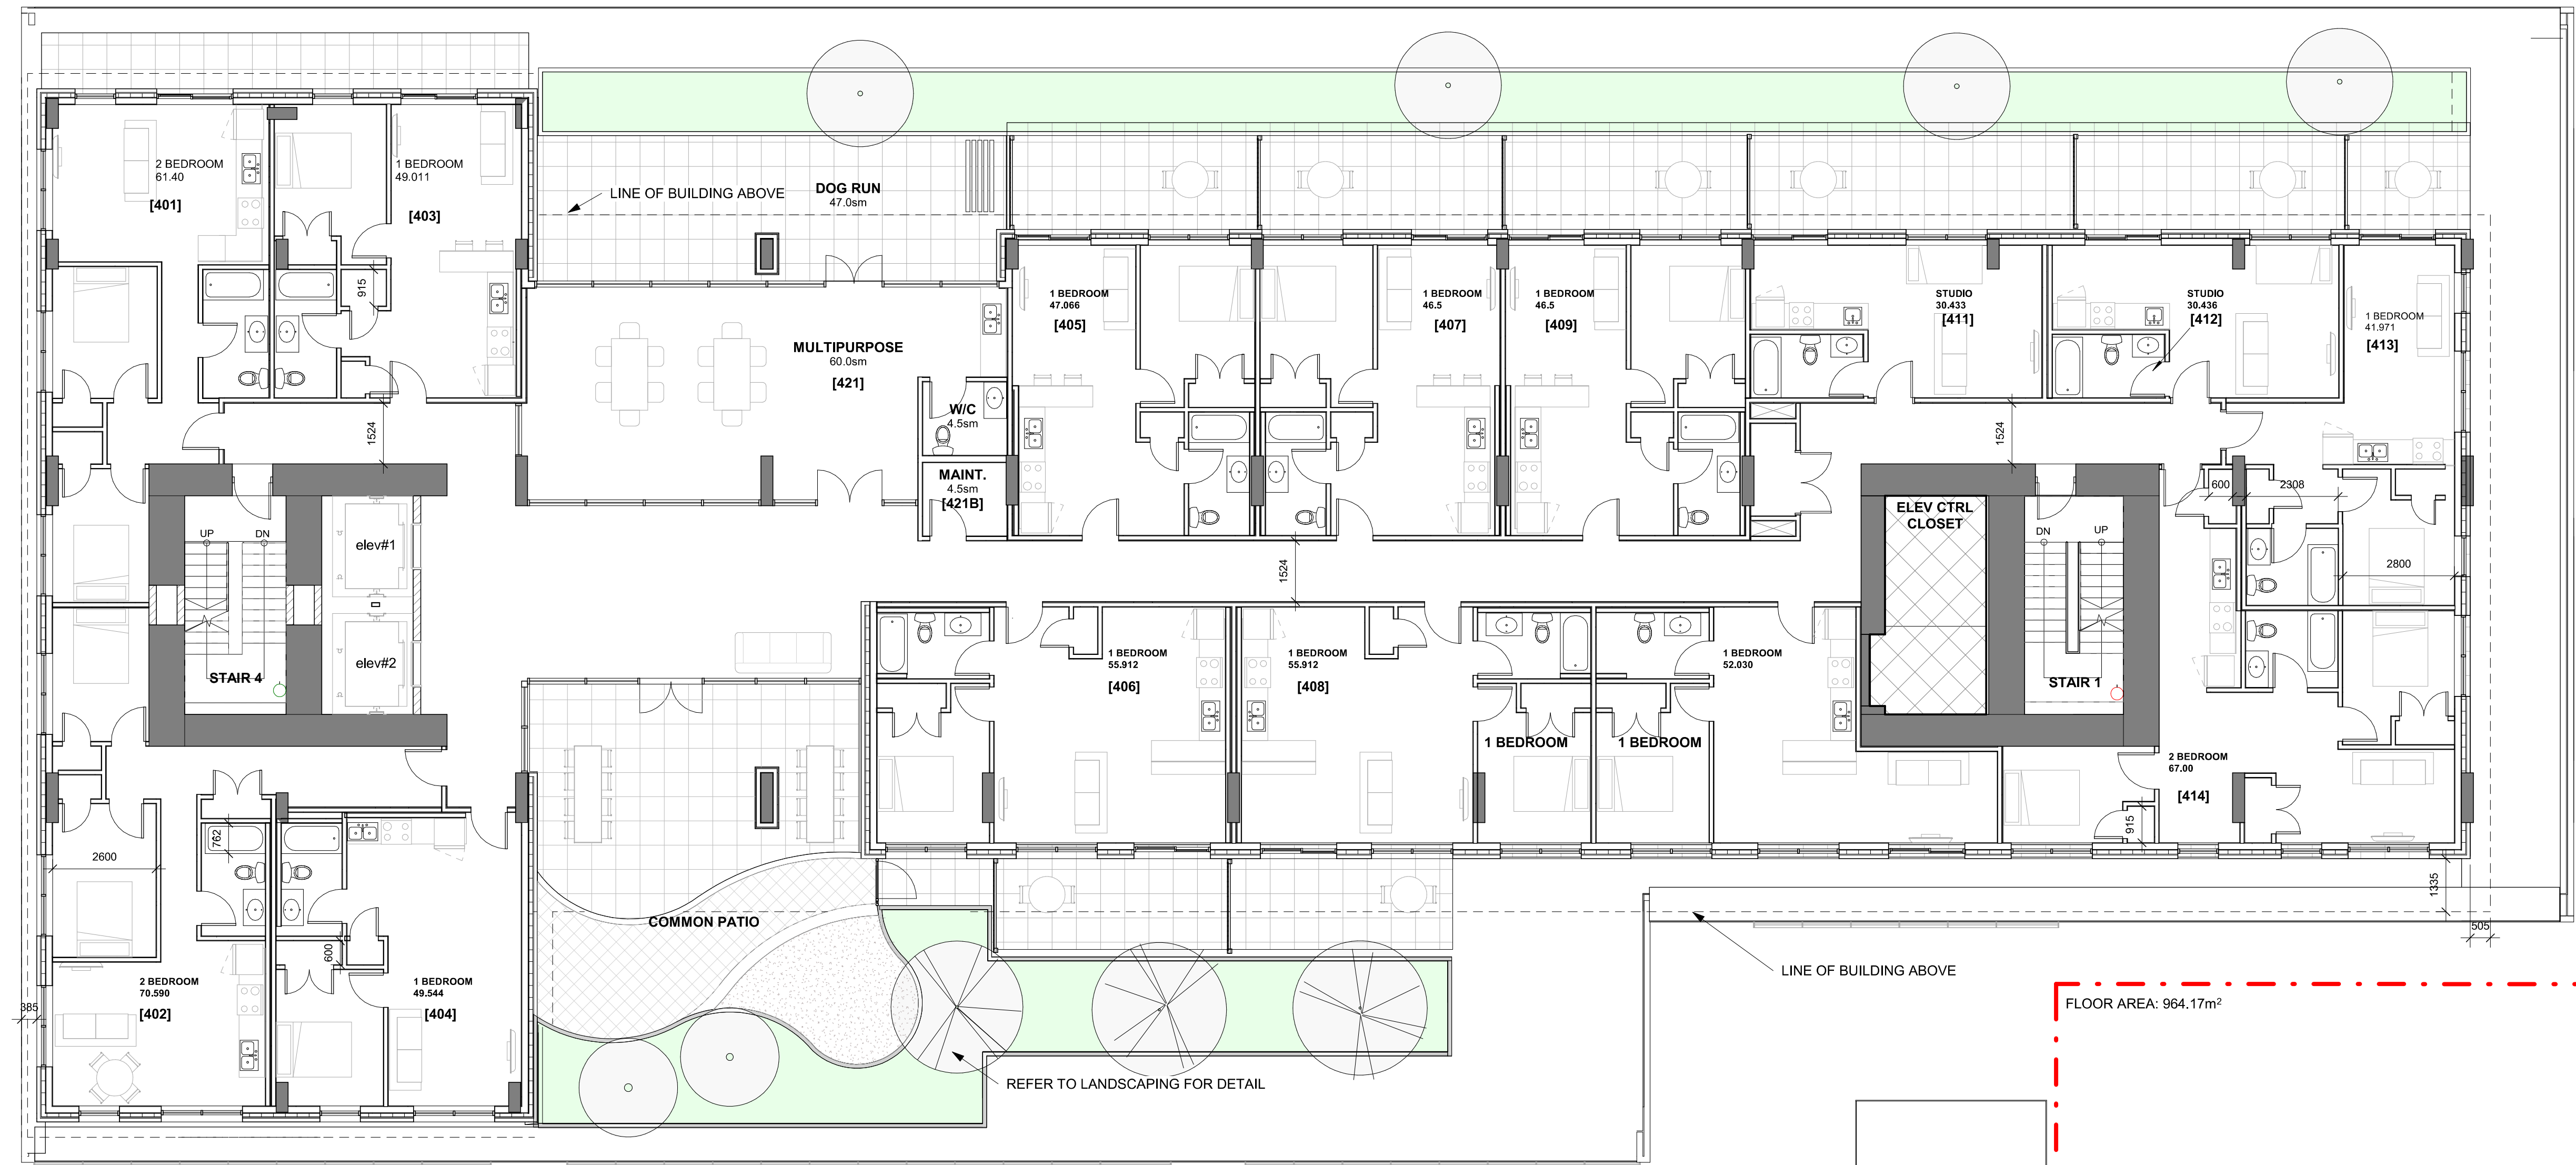 2 BEDROOM
61.40
[401]
1 BEDROOM
49.011
[403]
915
LINE OF BUILDING ABOVE
DOG RUN
47.0sm
MULTIPURPOSE
60.0sm
[421]
W/C
4.5sm
MAINT.
4.5sm
[421B]
1 BEDROOM
47.066
[405]
1 BEDROOM
46.5
[407]
1 BEDROOM
46.5
[409]
STUDIO
30.433
[411]
STUDIO
30.436
[412]
1 BEDROOM
41.971
[413]
1524
1524
1524
UP
DN
elev#1
elev#2
STAIR 4
ELEV CTRL
CLOSET
DN
UP
STAIR 1
600
2308
2800
1 BEDROOM
55.912
[406]
1 BEDROOM
55.912
[408]
1 BEDROOM
1 BEDROOM
1 BEDROOM
52.030
2 BEDROOM
67.00
[414]
915
762
2600
600
2 BEDROOM
70.590
[402]
1 BEDROOM
49.544
[404]
385
COMMON PATIO
1335
505
LINE OF BUILDING ABOVE
REFER TO LANDSCAPING FOR DETAIL
FLOOR AREA: 964.17m²